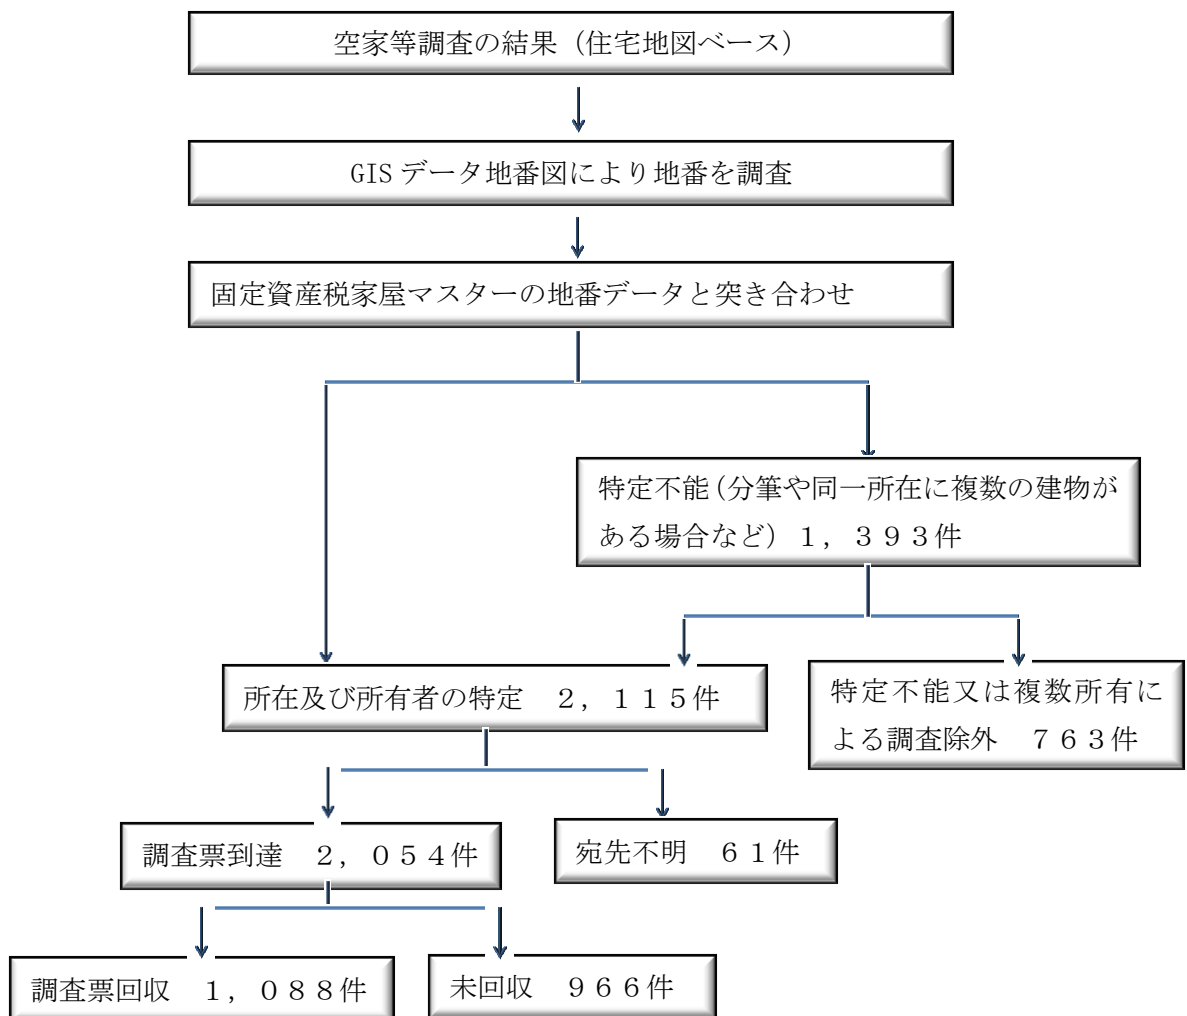 空家等調査の結果（住宅地図ベース）
GISデータ地番図により地番を調査
固定資産税家屋マスターの地番データと突き合わせ
特定不能（分筆や同一所在に複数の建物が
ある場合など）１，３９３件
所在及び所有者の特定　２，１１５件
特定不能又は複数所有に
よる調査除外　７６３件
調査票到達　２，０５４件
宛先不明　６１件
調査票回収　１，０８８件
未回収　９６６件